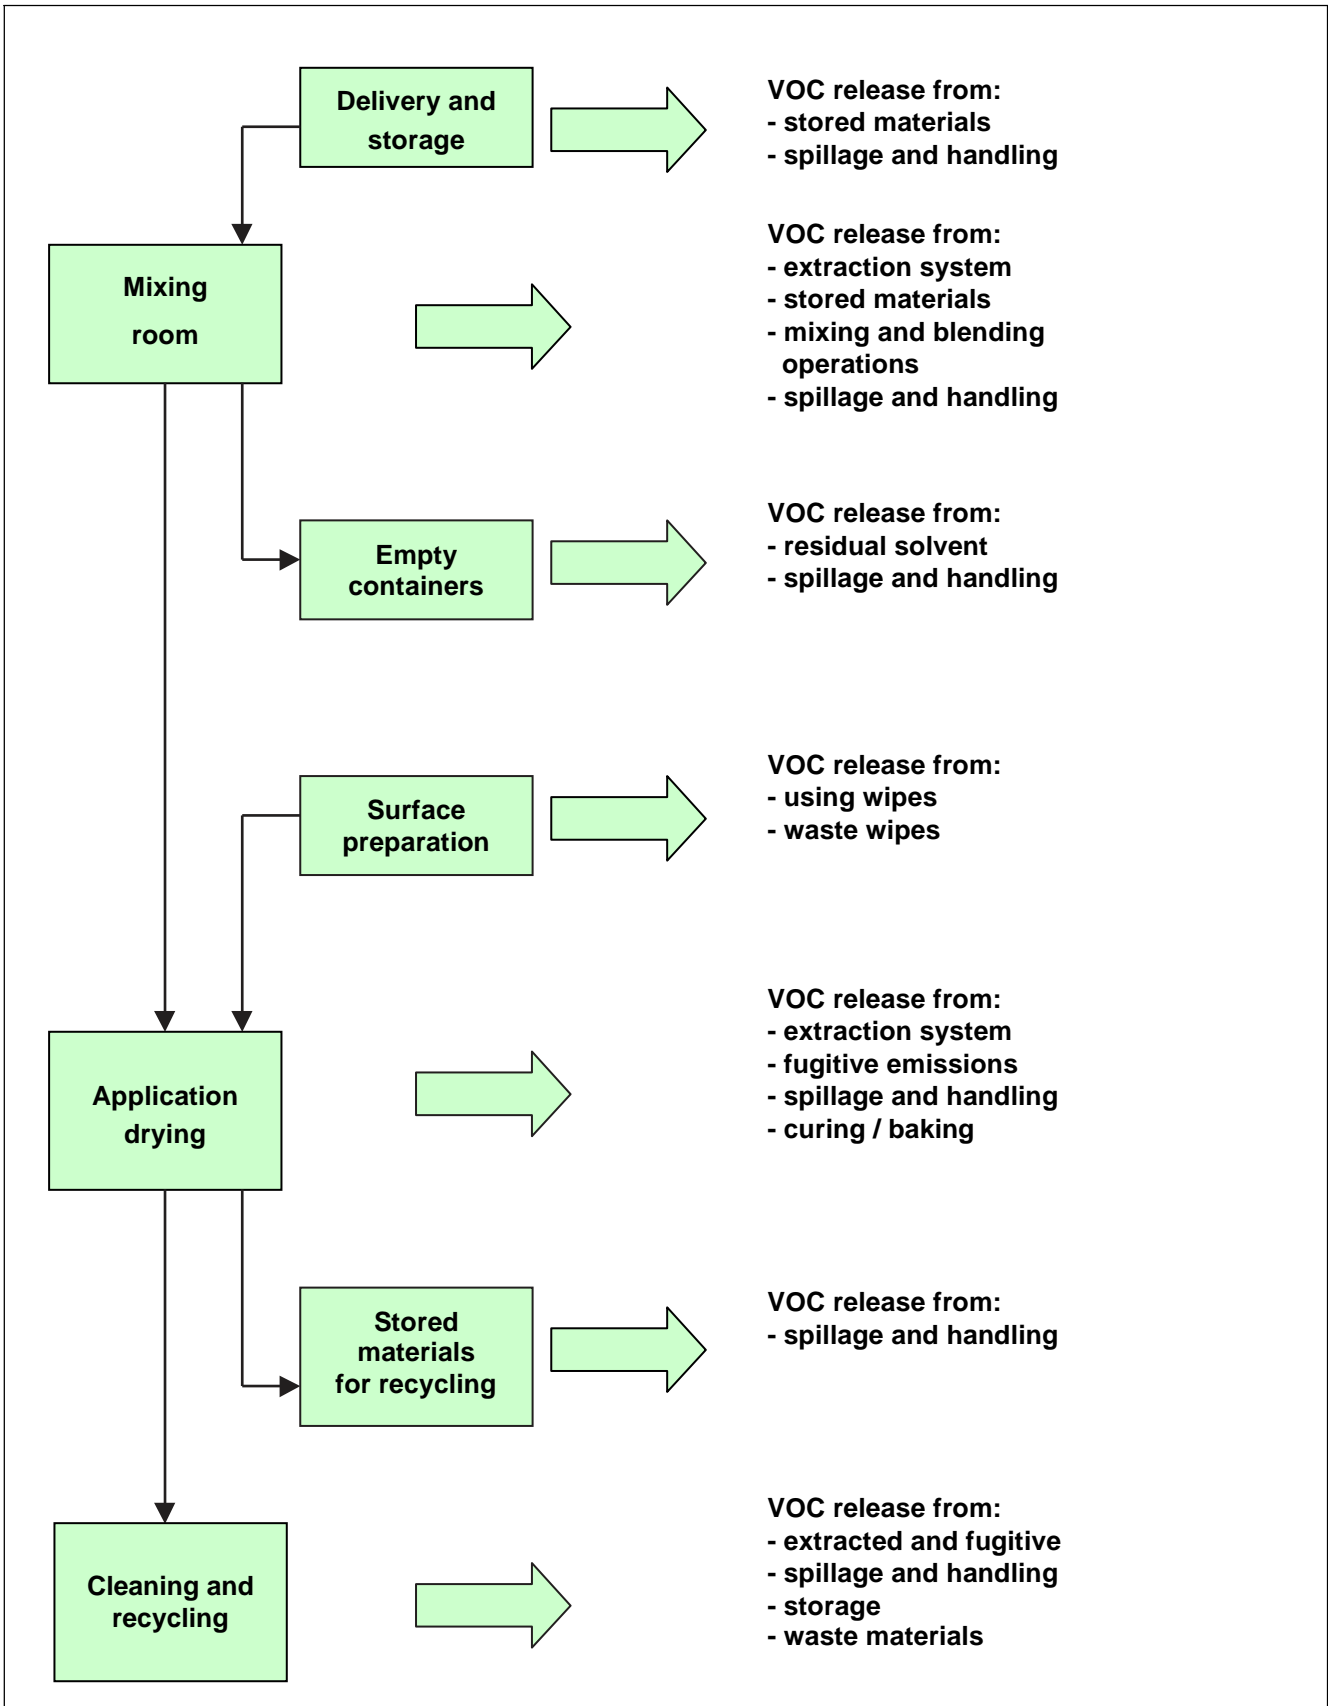 Delivery and
storage
VOC release from:
- stored materials
- spillage and handling
Mixing
room
VOC release from:
- extraction system
- stored materials
- mixing and blending
operations
- spillage and handling
Empty
containers
VOC release from:
- residual solvent
- spillage and handling
Surface
preparation
VOC release from:
- using wipes
- waste wipes
Application
drying
VOC release from:
- extraction system
- fugitive emissions
- spillage and handling
- curing / baking
Stored
materials
for recycling
VOC release from:
- spillage and handling
Cleaning and
recycling
VOC release from:
- extracted and fugitive
- spillage and handling
- storage
- waste materials